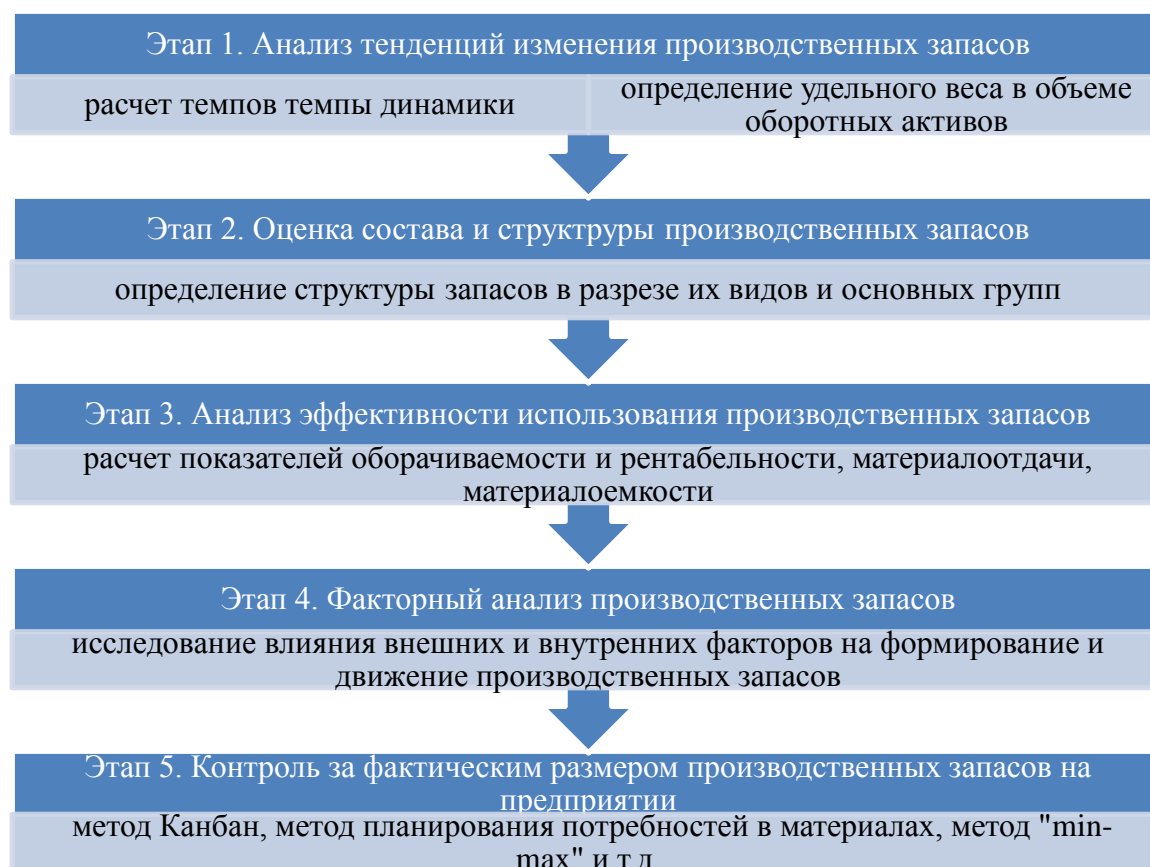 Этап 1. Анализ тенденций изменения производственных запасов
расчет темпов темпы динамики
определение удельного веса в объеме
оборотных активов
Этап 2. Оценка состава и структруры производственных запасов
определение структуры запасов в разрезе их видов и основных групп
Этап 3. Анализ эффективности использования производственных запасов
расчет показателей оборачиваемости и рентабельности, материалоотдачи,
материалоемкости
Этап 4. Факторный анализ производственных запасов
исследование влияния внешних и внутренних факторов на формирование и
движение производственных запасов
Этап 5. Контроль за фактическим размером производственных запасов на
предприятии
метод Канбан, метод планирования потребностей в материалах, метод "min-
max" и т д